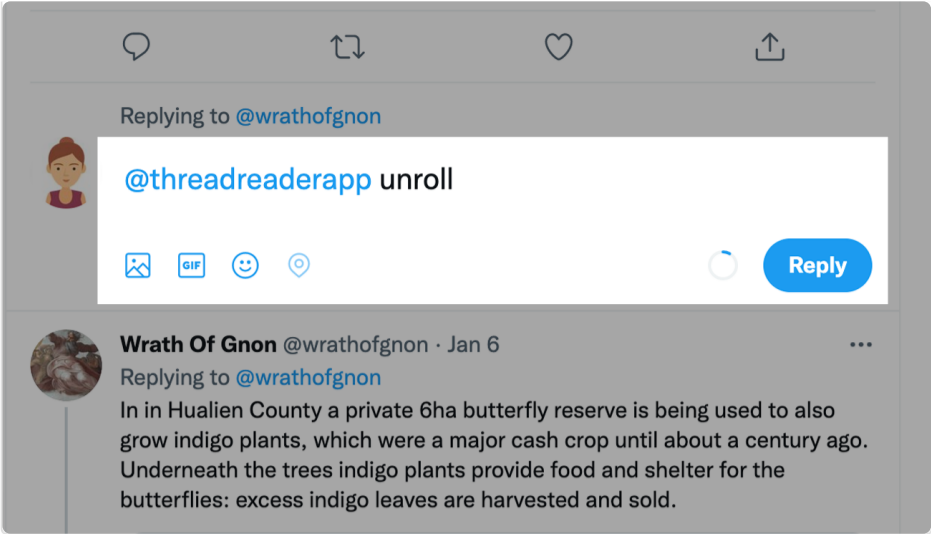 Replying to @wrathofgnon
@threadreaderapp unroll
GIF
Reply
Wrath Of Gnon @wrathofgnon · Jan 6
Replying to @wrathofgnon
In in Hualien County a private 6ha butterfly reserve is being used to also
grow indigo plants, which were a major cash crop until about a century ago.
Underneath the trees indigo plants provide food and shelter for the
butterflies: excess indigo leaves are harvested and sold.